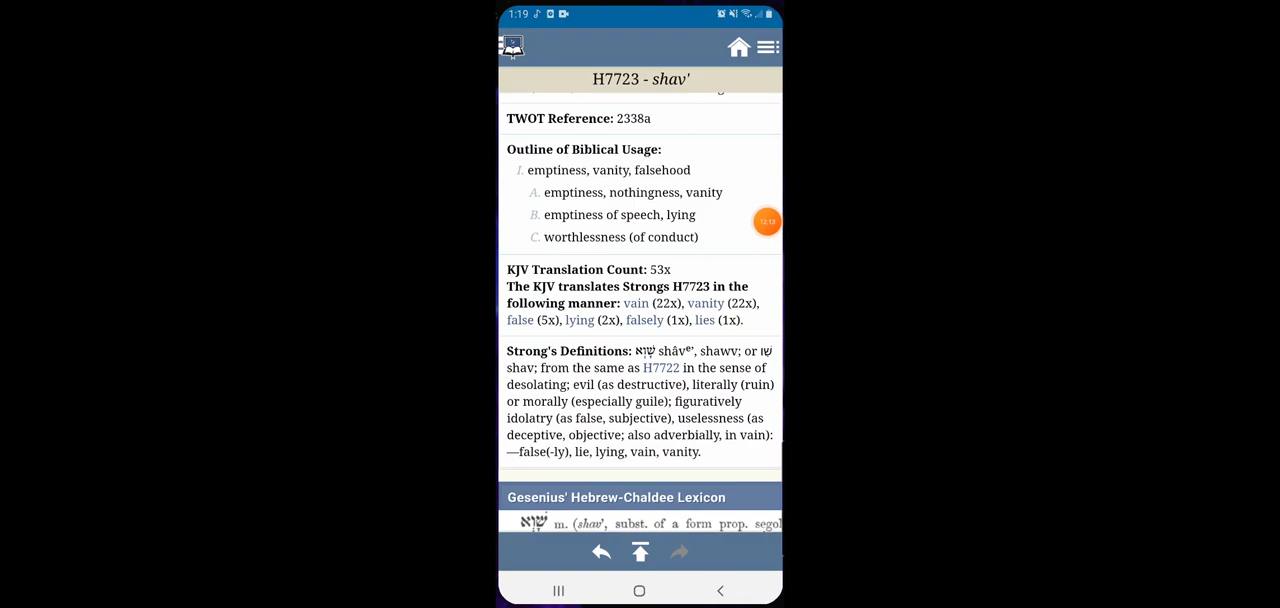 1:19
H7723 - shav'
TWOT Reference: 2338a
Outline of Biblical Usage:
I. emptiness, vanity, falsehood
A. emptiness, nothingness, vanity
B. emptiness of speech, lying
12:13
C. worthlessness (of conduct)
KJV Translation Count: 53x
The KJV translates Strongs H7723 in the
following manner: vain (22x), vanity (22x),
false (5x), lying (2x), falsely (1x), lies (1x).
Strong's Definitions: שָׁוְא shâvᵉʼ, shawv; or שַׁו
shav; from the same as H7722 in the sense of
desolating; evil (as destructive), literally (ruin)
or morally (especially guile); figuratively
idolatry (as false, subjective), uselessness (as
deceptive, objective; also adverbially, in vain):
—false(-ly), lie, lying, vain, vanity.
Gesenius' Hebrew-Chaldee Lexicon
שָׁוְא m. (shav', subst. of a form prop. segol